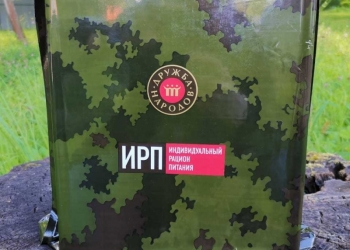 ДРУЖБА
НАРОДОВ
ИРП
ИНДИВИДУАЛЬНЫЙ
РАЦИОН
ПИТАНИЯ